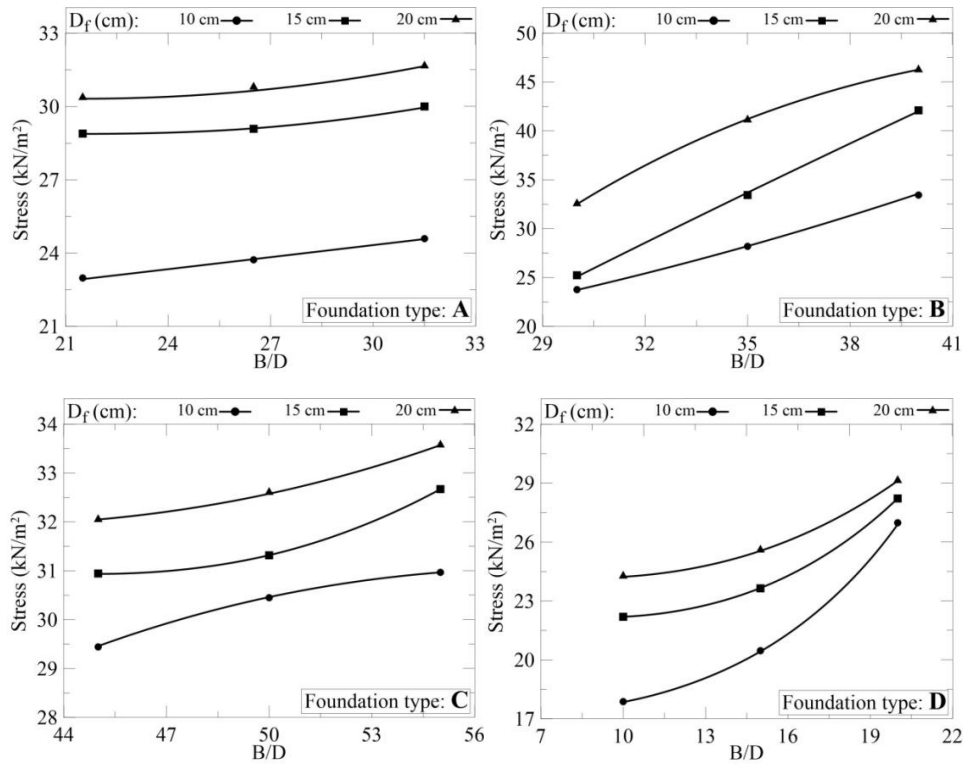 D_f (cm): 10 cm 15 cm 20 cm
33
30
27
24
21
Stress (kN/m²)
21 24 27 30 33
B/D
Foundation type: A
D_f (cm): 10 cm 15 cm 20 cm
50
45
40
35
30
25
20
Stress (kN/m²)
29 32 35 38 41
B/D
Foundation type: B
D_f (cm): 10 cm 15 cm 20 cm
34
33
32
31
30
29
28
Stress (kN/m²)
44 47 50 53 56
B/D
Foundation type: C
D_f (cm): 10 cm 15 cm 20 cm
32
29
26
23
20
17
Stress (kN/m²)
7 10 13 16 19 22
B/D
Foundation type: D